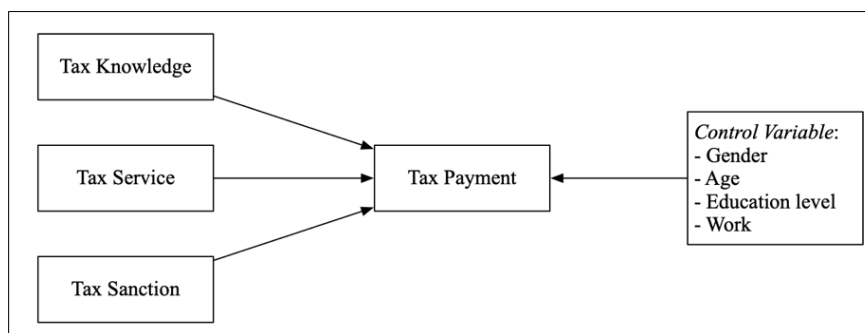 Tax Knowledge
Tax Service
Tax Sanction
Tax Payment
Control Variable:
- Gender
- Age
- Education level
- Work